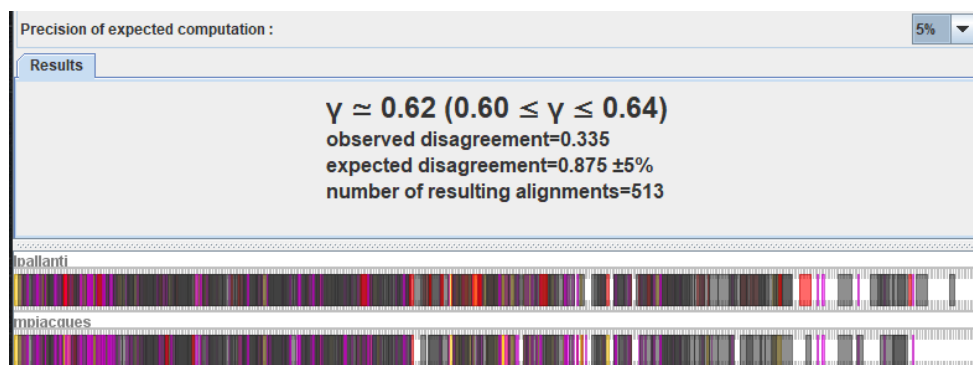 Precision of expected computation :
5%
Results
γ ≃ 0.62 (0.60 ≤ γ ≤ 0.64)
observed disagreement=0.335
expected disagreement=0.875 ±5%
number of resulting alignments=513
lpallanti
mpjacques